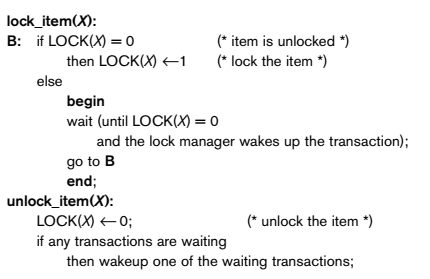 lock_item(X):
B: if LOCK(X) = 0 (* item is unlocked *)
then LOCK(X) ←1 (* lock the item *)
else
begin
wait (until LOCK(X) = 0
and the lock manager wakes up the transaction);
go to B
end;
unlock_item(X):
LOCK(X) ← 0; (* unlock the item *)
if any transactions are waiting
then wakeup one of the waiting transactions;